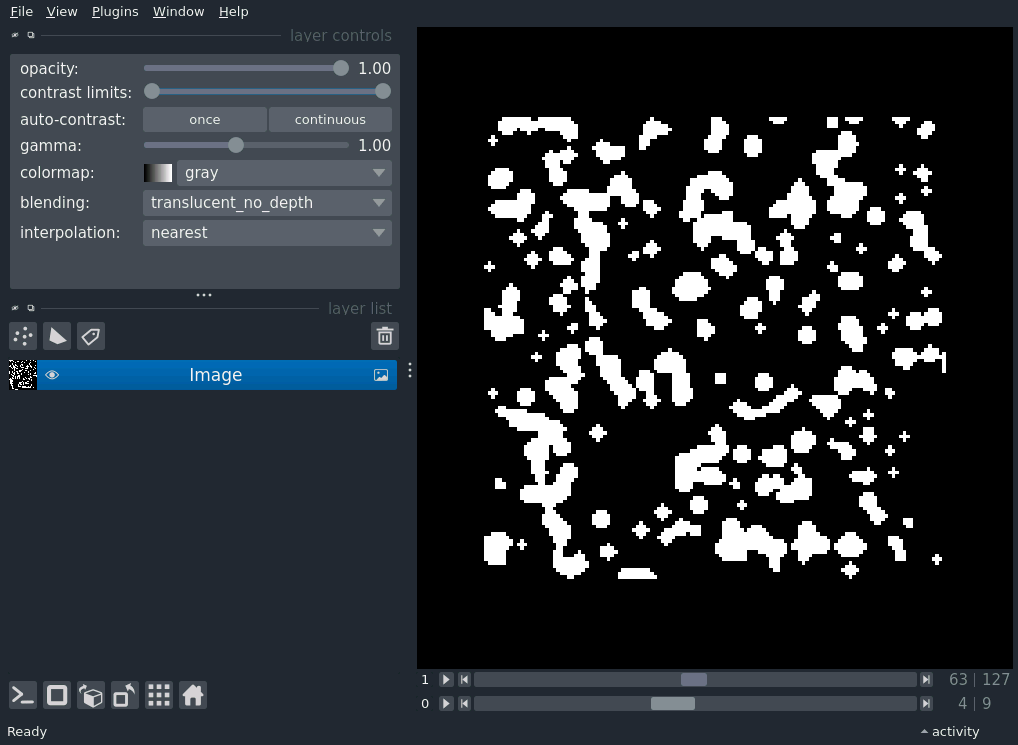 File View Plugins Window Help
layer controls
opacity: 1.00
contrast limits:
auto-contrast: once continuous
gamma: 1.00
colormap: gray
blending: translucent_no_depth
interpolation: nearest
layer list
Image
1 63 | 127
0 4 | 9
Ready activity